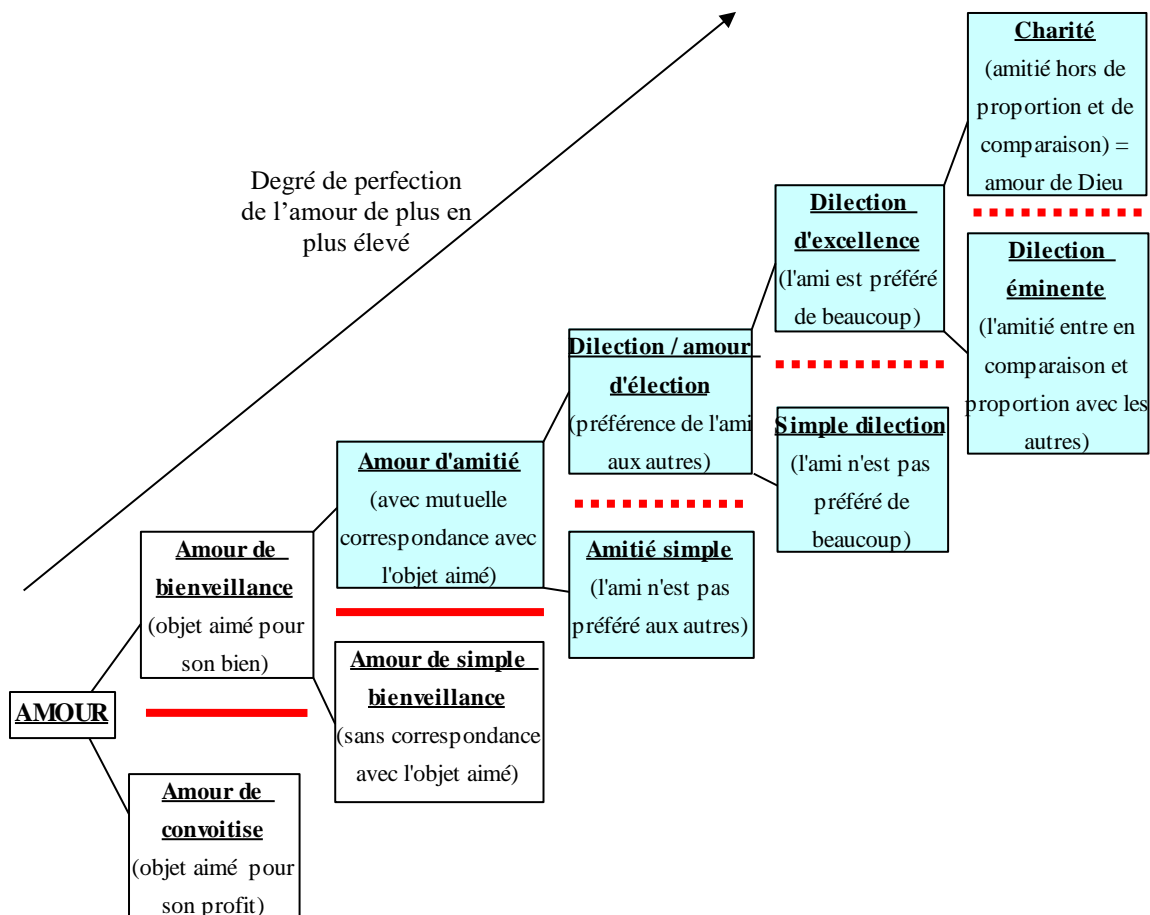 Charité
(amitié hors de
proportion et de
comparaison) =
amour de Dieu
Degré de perfection
de l'amour de plus en
plus élevé
Dilection
d'excellence
(l'ami est préféré
de beaucoup)
Dilection
éminente
(l'amitié entre en
comparaison et
proportion avec les
autres)
Dilection / amour
d'élection
(préférence de l'ami
aux autres)
Simple dilection
(l'ami n'est pas
préféré de
beaucoup)
Amour d'amitié
(avec mutuelle
correspondance avec
l'objet aimé)
Amitié simple
(l'ami n'est pas
préféré aux autres)
Amour de
bienveillance
(objet aimé pour
son bien)
Amour de simple
bienveillance
(sans correspondance
avec l'objet aimé)
AMOUR
Amour de
convoitise
(objet aimé pour
son profit)